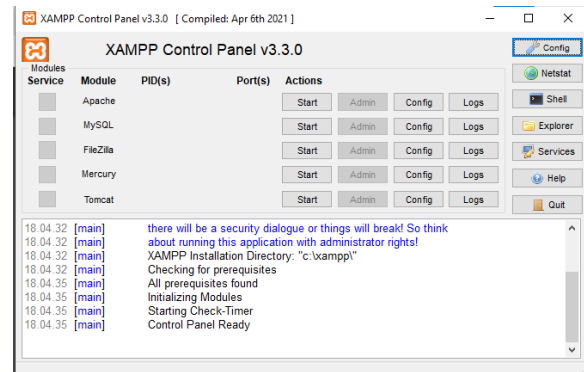 XAMPP Control Panel v3.3.0 [ Compiled: Apr 6th 2021 ]
XAMPP Control Panel v3.3.0
Config
Modules
Service Module PID(s) Port(s) Actions
Netstat
Apache Start Admin Config Logs
Shell
MySQL Start Admin Config Logs
Explorer
FileZilla Start Admin Config Logs
Services
Mercury Start Admin Config Logs
Help
Tomcat Start Admin Config Logs
Quit
18.04.32 [main] there will be a security dialogue or things will break! So think
18.04.32 [main] about running this application with administrator rights!
18.04.32 [main] XAMPP Installation Directory: "c:\xampp\"
18.04.32 [main] Checking for prerequisites
18.04.35 [main] All prerequisites found
18.04.35 [main] Initializing Modules
18.04.35 [main] Starting Check-Timer
18.04.35 [main] Control Panel Ready